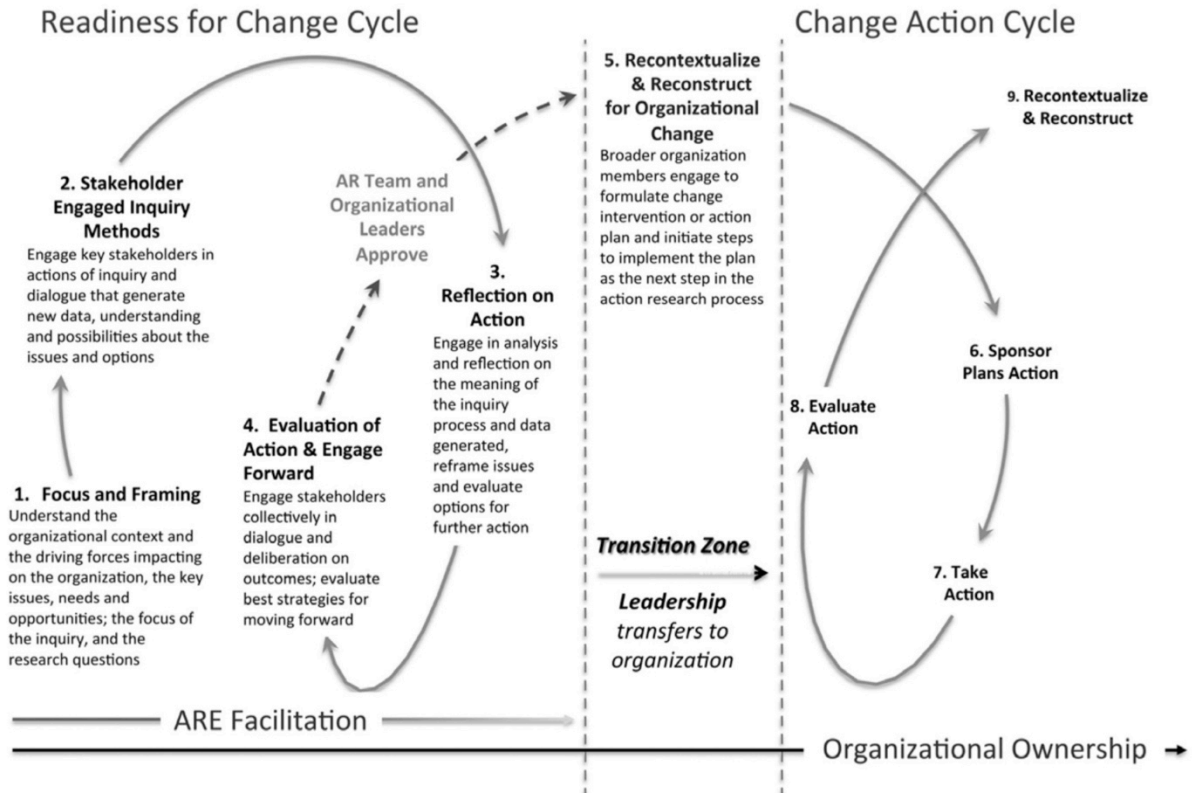 Readiness for Change Cycle
Change Action Cycle
1. Focus and Framing
Understand the
organizational context and
the driving forces impacting
on the organization, the key
issues, needs and
opportunities; the focus of
the inquiry, and the
research questions
2. Stakeholder
Engaged Inquiry
Methods
Engage key stakeholders in
actions of inquiry and
dialogue that generate
new data, understanding
and possibilities about the
issues and options
3.
Reflection on
Action
Engage in analysis
and reflection on
the meaning of
the inquiry
process and data
generated,
reframe issues
and evaluate
options for
further action
4. Evaluation of
Action & Engage
Forward
Engage stakeholders
collectively in
dialogue and
deliberation on
outcomes; evaluate
best strategies for
moving forward
AR Team and
Organizational
Leaders
Approve
5. Recontextualize
& Reconstruct
for Organizational
Change
Broader organization
members engage to
formulate change
intervention or action
plan and initiate steps
to implement the plan
as the next step in the
action research process
Transition Zone
Leadership
transfers to
organization
6. Sponsor
Plans Action
7. Take
Action
8. Evaluate
Action
9. Recontextualize
& Reconstruct
ARE Facilitation
Organizational Ownership